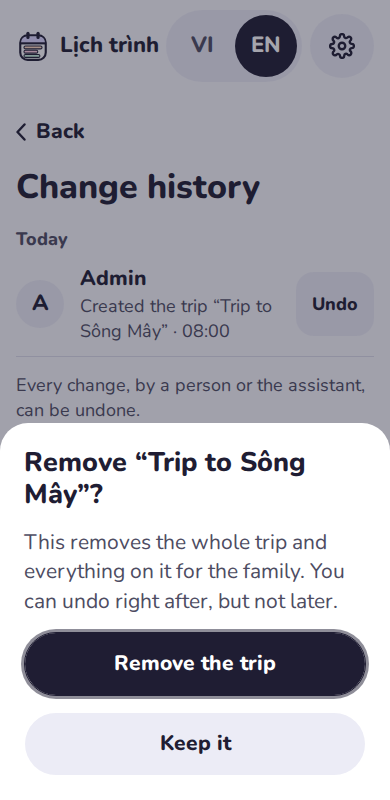 Lịch trình
VI
EN
Back
Change history
Today
A
Admin
Created the trip “Trip to
Sông Mây” · 08:00
Undo
Every change, by a person or the assistant,
can be undone.
Remove “Trip to Sông
Mây”?
This removes the whole trip and
everything on it for the family. You
can undo right after, but not later.
Remove the trip
Keep it